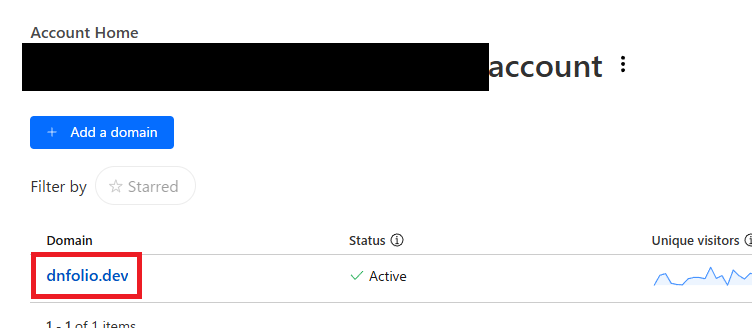 Account Home
account
+ Add a domain
Filter by ☆ Starred
Domain Status Unique visitors
dnfolio.dev Active
1 - 1 of 1 items